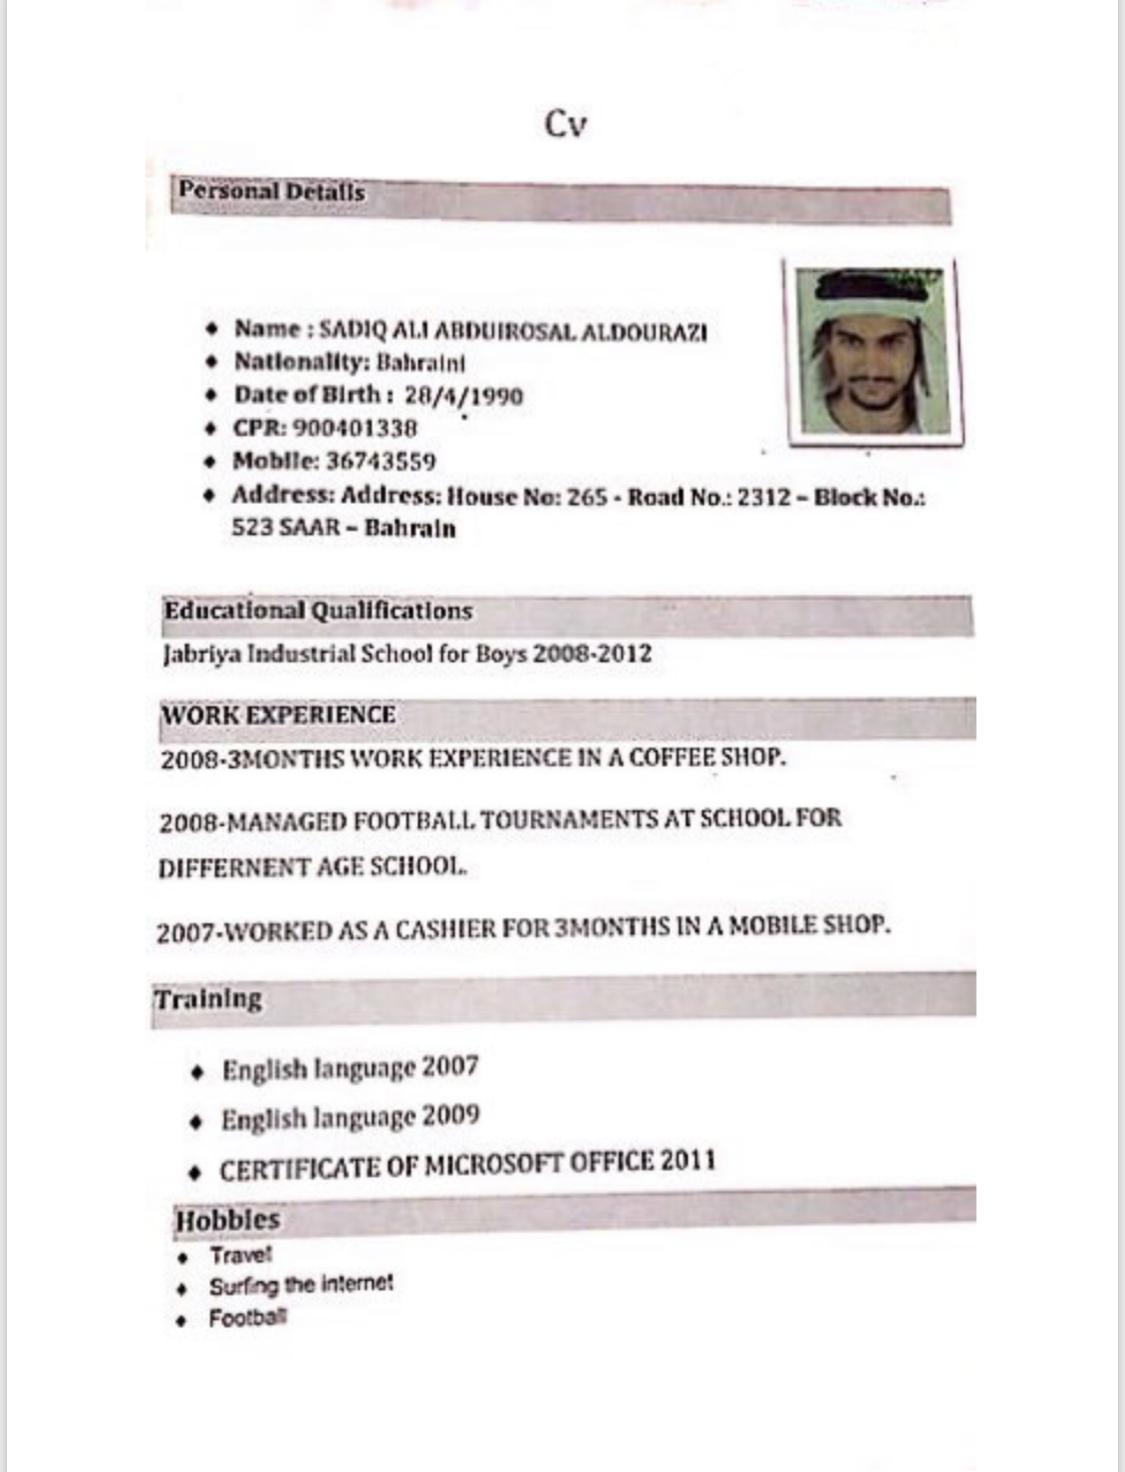 Cv
Personal Details
Name : SADIQ ALI ABDUIROSAL ALDOURAZI
Nationality: Bahraini
Date of Birth : 28/4/1990
CPR: 900401338
Mobile: 36743559
Address: Address: House No: 265 - Road No.: 2312 – Block No.:
523 SAAR – Bahrain
Educational Qualifications
Jabriya Industrial School for Boys 2008-2012
WORK EXPERIENCE
2008-3MONTHS WORK EXPERIENCE IN A COFFEE SHOP.
2008-MANAGED FOOTBALL TOURNAMENTS AT SCHOOL FOR
DIFFERNENT AGE SCHOOL.
2007-WORKED AS A CASHIER FOR 3MONTHS IN A MOBILE SHOP.
Training
English language 2007
English language 2009
CERTIFICATE OF MICROSOFT OFFICE 2011
Hobbies
Travel
Surfing the internet
Football